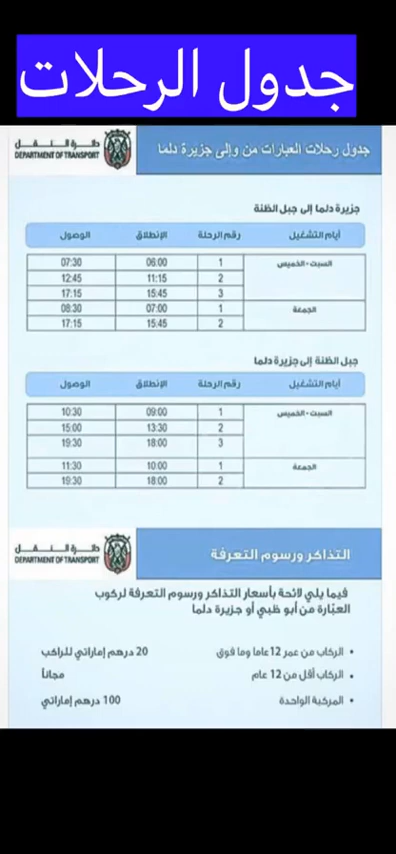 جدول الرحلات
دائرة النقل
DEPARTMENT OF TRANSPORT
جدول رحلات العبارات من وإلى جزيرة دلما
جزيرة دلما إلى جبل الظنة
أيام التشغيل رقم الرحلة الإنطلاق الوصول
السبت - الخميس 1 06:00 07:30
2 11:15 12:45
3 15:45 17:15
الجمعة 1 07:00 08:30
2 15:45 17:15
جبل الظنة إلى جزيرة دلما
أيام التشغيل رقم الرحلة الإنطلاق الوصول
السبت - الخميس 1 09:00 10:30
2 13:30 15:00
3 18:00 19:30
الجمعة 1 10:00 11:30
2 18:00 19:30
دائرة النقل
DEPARTMENT OF TRANSPORT
التذاكر ورسوم التعرفة
فيما يلي لائحة بأسعار التذاكر ورسوم التعرفة لركوب
العبّارة من أبو ظبي أو جزيرة دلما
• الركاب من عمر 12 عاما وما فوق 20 درهم إماراتي للراكب
• الركاب أقل من 12 عام مجاناً
• المركبة الواحدة 100 درهم إماراتي